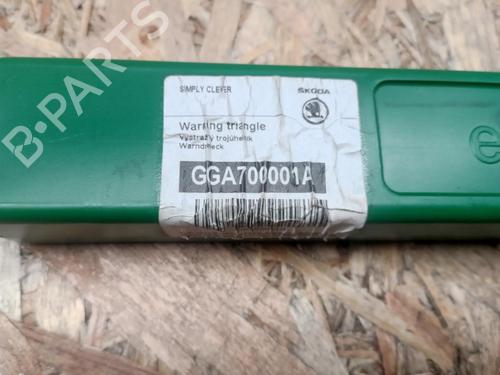 B-PARTS
SIMPLY CLEVER
ŠKODA
Warning triangle
Výstražný trojúhelník
Warndreieck
GGA700001A